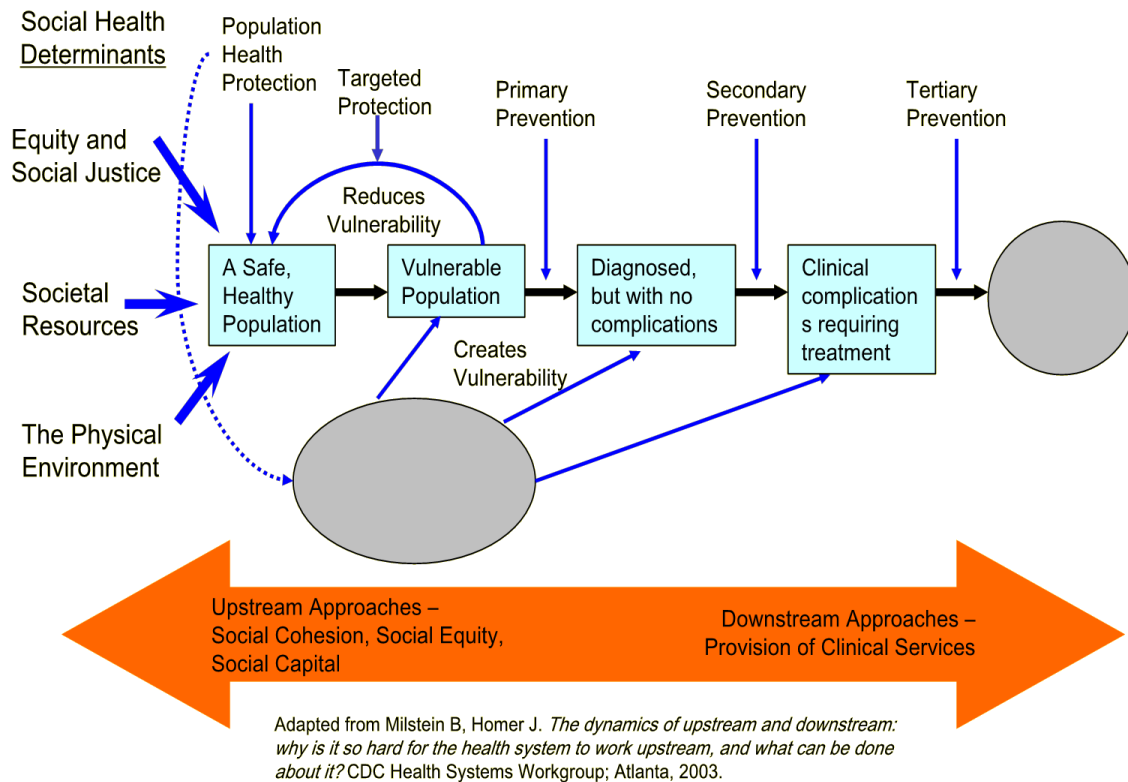 Social Health
Determinants
Population
Health
Protection
Targeted
Protection
Primary
Prevention
Secondary
Prevention
Tertiary
Prevention
Equity and
Social Justice
Reduces
Vulnerability
A Safe,
Healthy
Population
Vulnerable
Population
Diagnosed,
but with no
complications
Clinical
complication
s requiring
treatment
Societal
Resources
Creates
Vulnerability
The Physical
Environment
Upstream Approaches –
Social Cohesion, Social Equity,
Social Capital
Downstream Approaches –
Provision of Clinical Services
Adapted from Milstein B, Homer J. The dynamics of upstream and downstream:
why is it so hard for the health system to work upstream, and what can be done
about it? CDC Health Systems Workgroup; Atlanta, 2003.